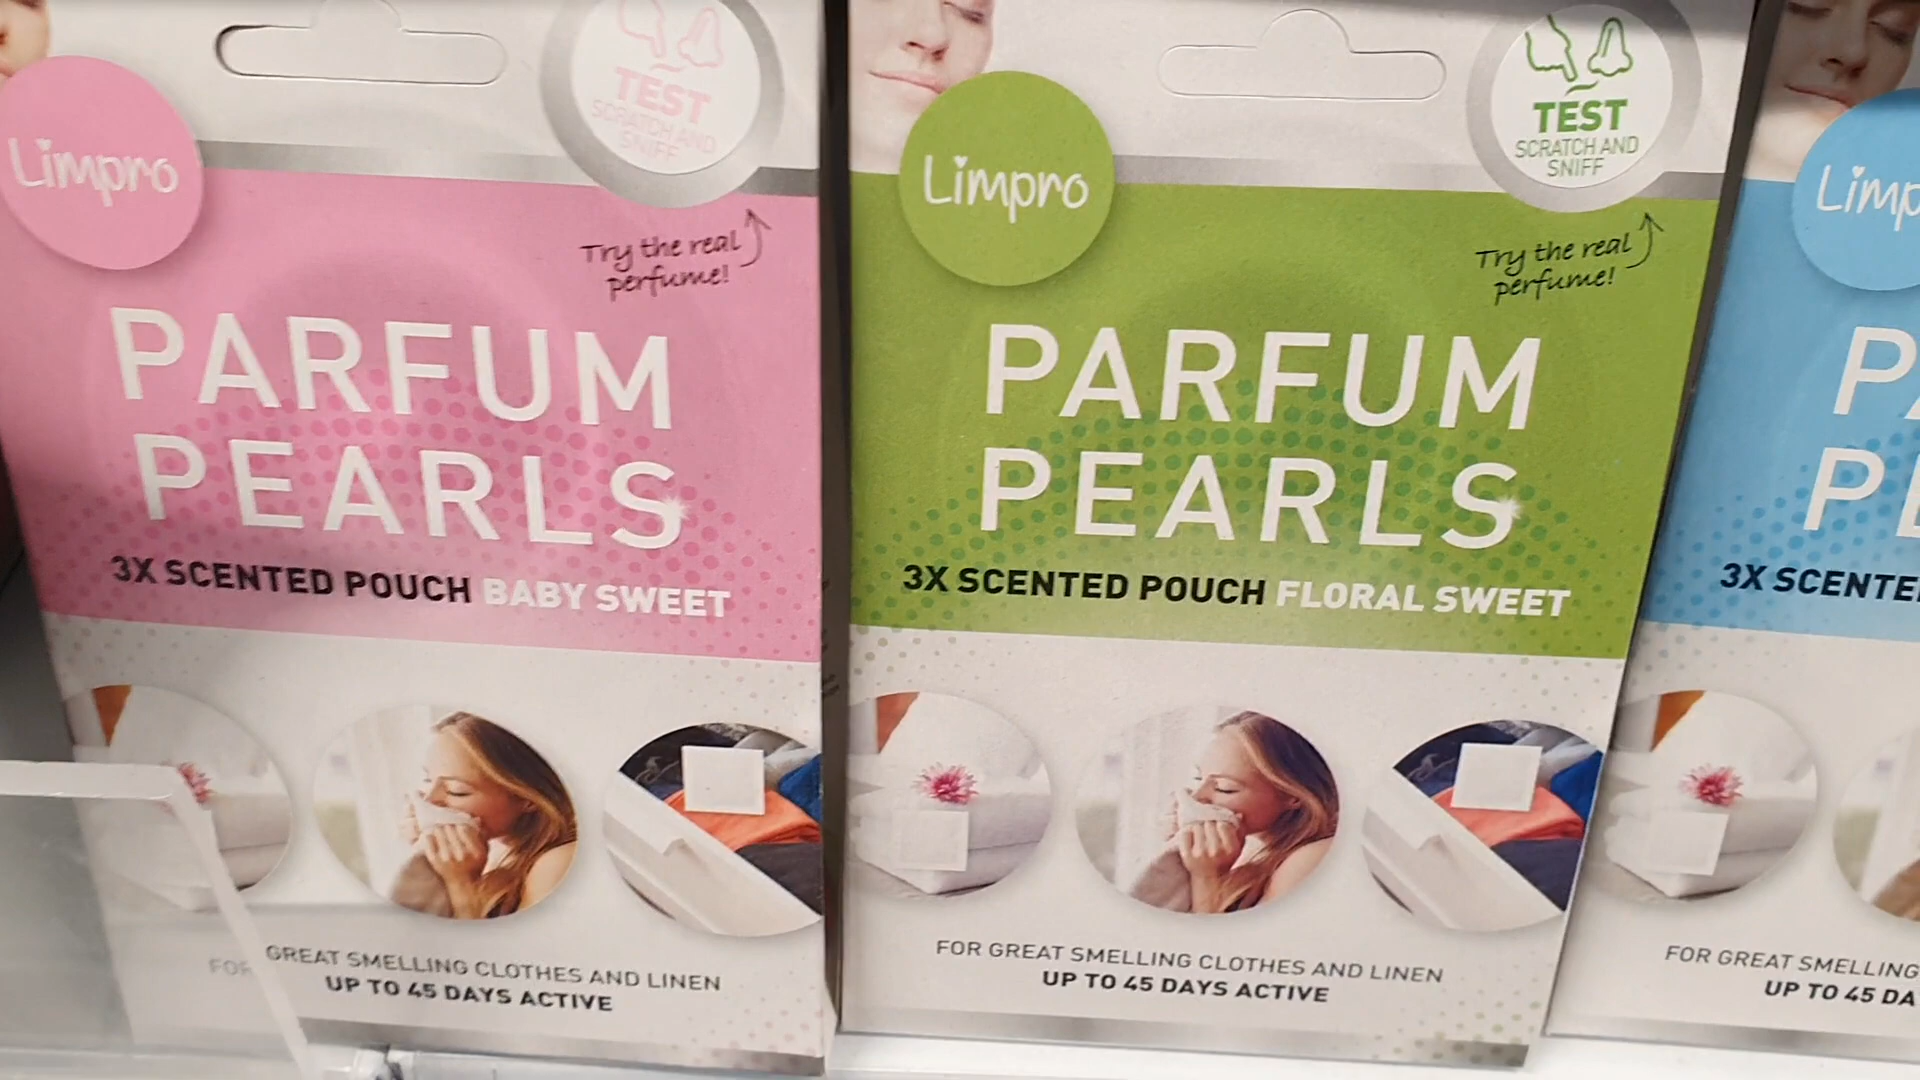 Limpro
TEST
SCRATCH AND
SNIFF
Try the real
perfume!
PARFUM
PEARLS
3X SCENTED POUCH BABY SWEET
FOR GREAT SMELLING CLOTHES AND LINEN
UP TO 45 DAYS ACTIVE
Limpro
TEST
SCRATCH AND
SNIFF
Try the real
perfume!
PARFUM
PEARLS
3X SCENTED POUCH FLORAL SWEET
FOR GREAT SMELLING CLOTHES AND LINEN
UP TO 45 DAYS ACTIVE
Limp
PA
PE
3X SCENTE
FOR GREAT SMELLING
UP TO 45 DA